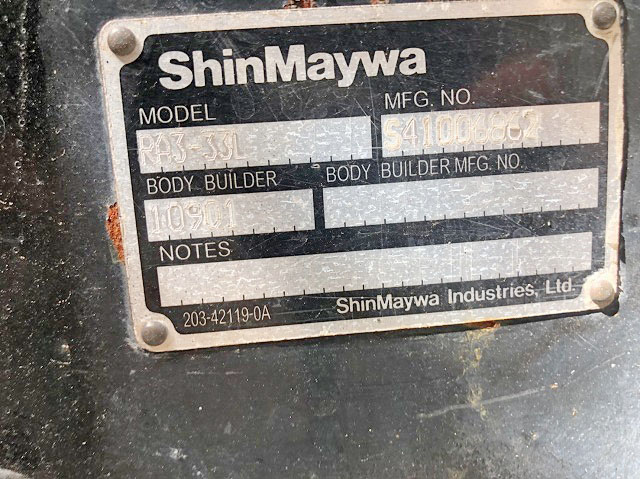 ShinMaywa
MODEL MFG. NO.
RA3-33L S41006862
BODY BUILDER BODY BUILDER MFG. NO.
10901
NOTES
203-42119-0A ShinMaywa Industries, Ltd.